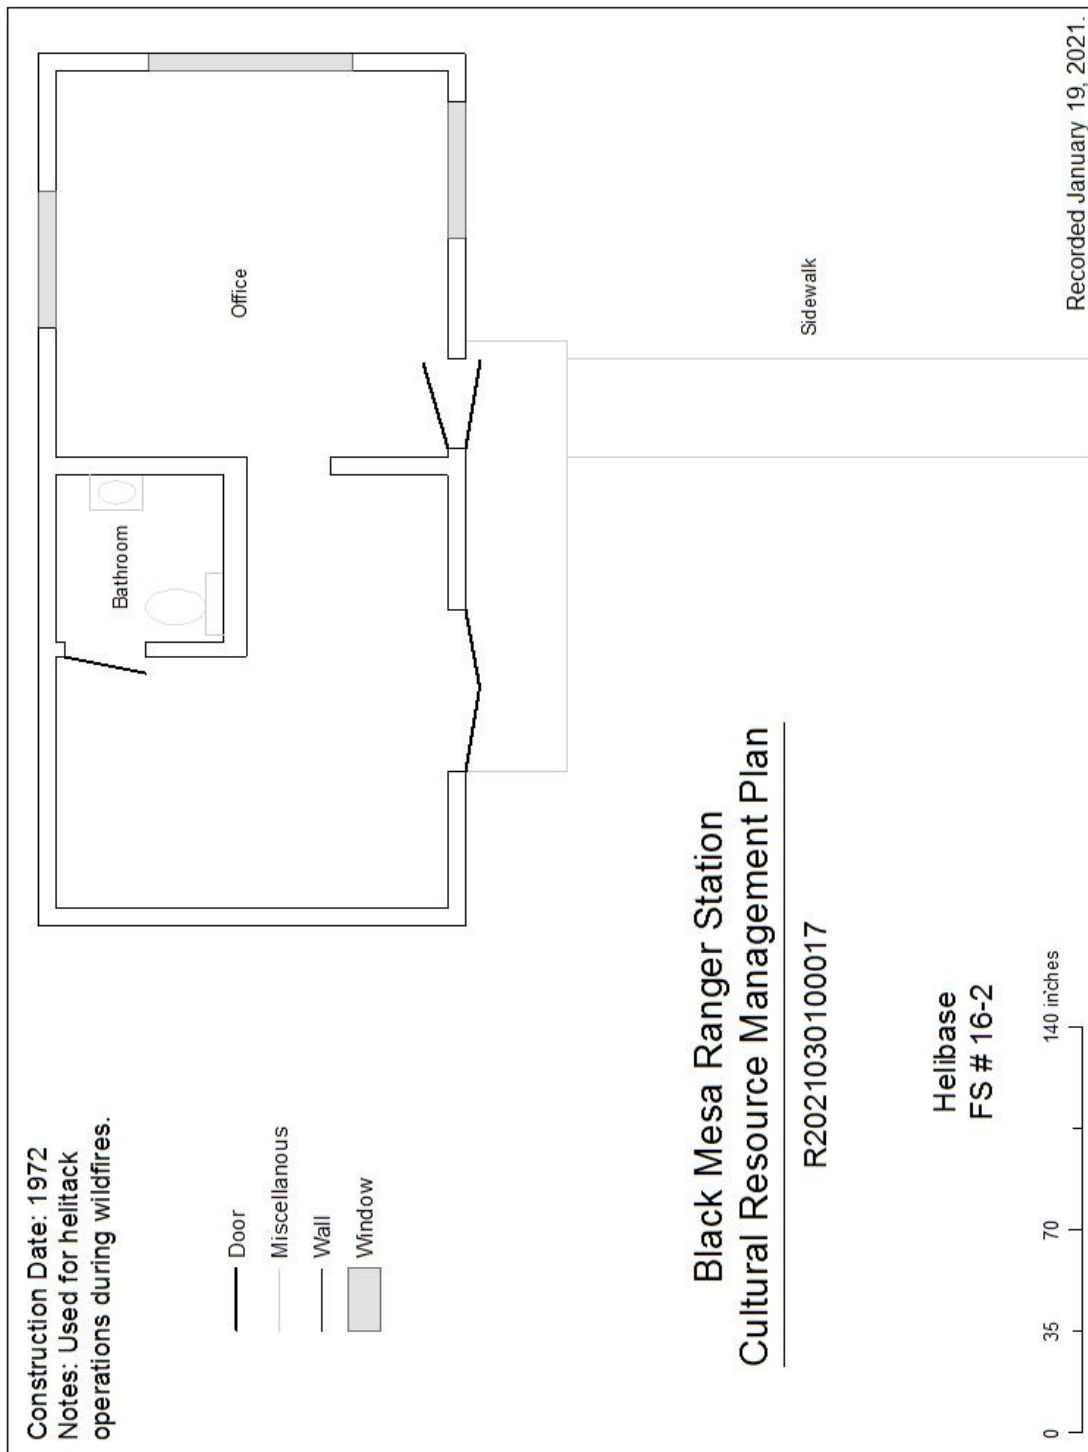 Construction Date: 1972
Notes: Used for helitack
operations during wildfires.
Door
Miscellanous
Wall
Window
Bathroom
Office
Sidewalk
Black Mesa Ranger Station
Cultural Resource Management Plan
R2021030100017
Helibase
FS # 16-2
0 35 70 140 inches
Recorded January 19, 2021.